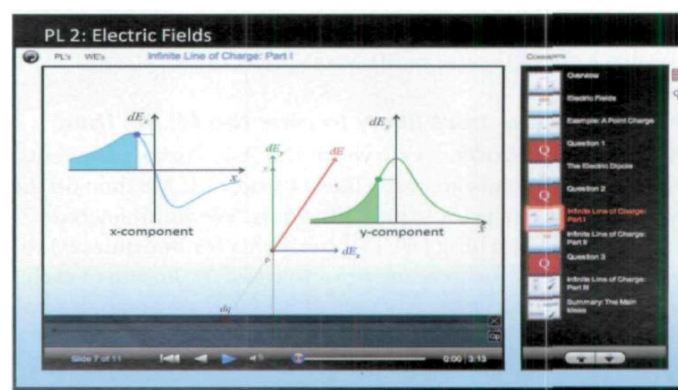 PL 2: Electric Fields
PL's WE's Infinite Line of Charge: Part I
dEx
x
x-component
dEy
dE
P
dEx
dq
dEy
x
y-component
Slide 7 of 11
0:00 3:13
Overview
Electric Fields
Example: A Point Charge
Q
Question 1
The Electric Dipole
Q
Question 2
Infinite Line of Charge:
Part I
Infinite Line of Charge:
Part II
Q
Question 3
Infinite Line of Charge:
Part III
Summary: The Main
Ideas